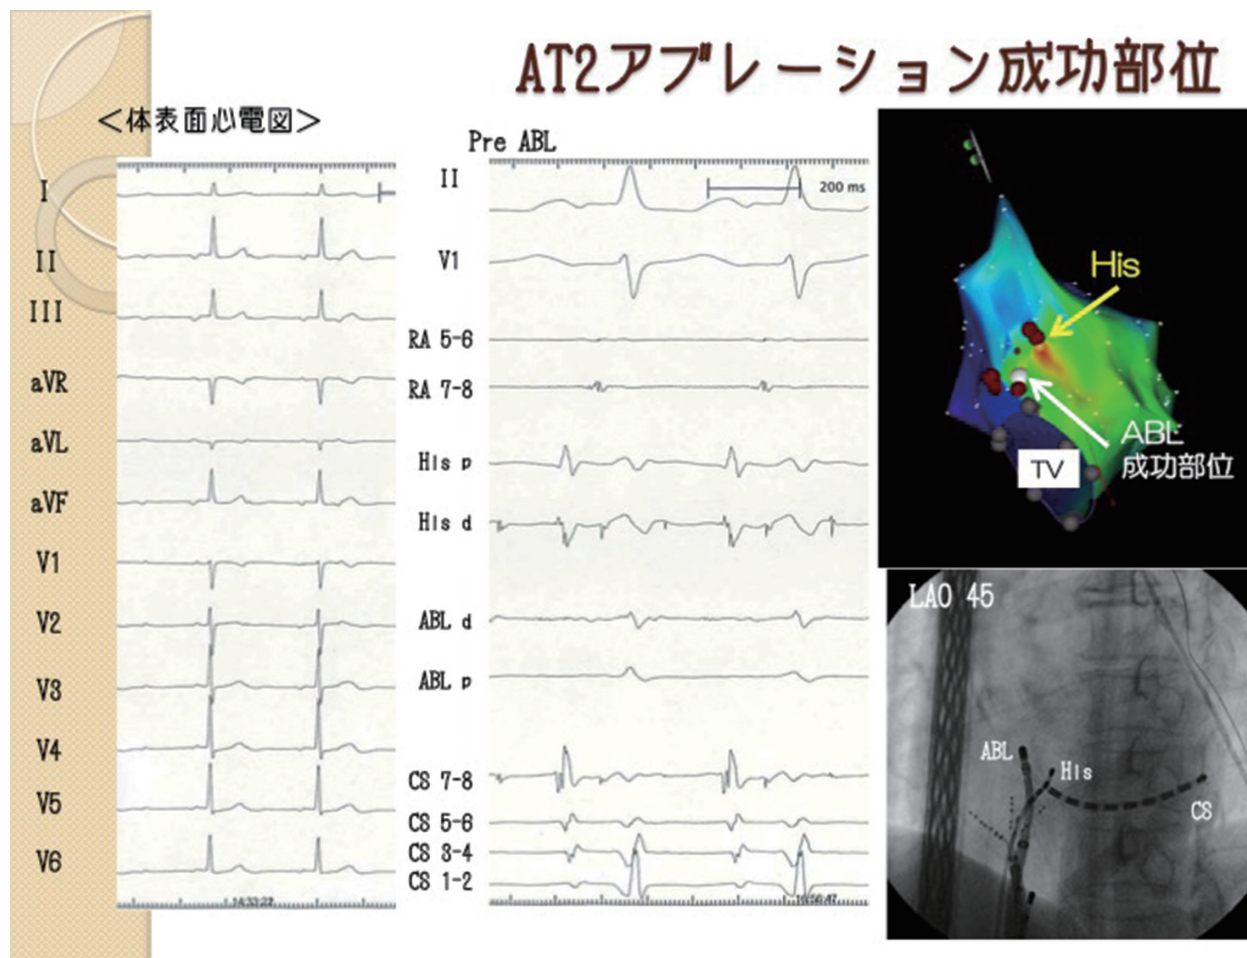 AT2アブレーション成功部位
＜体表面心電図＞
I
II
III
aVR
aVL
aVF
V1
V2
V3
V4
V5
V6
14:33:22
Pre ABL
II
200 ms
V1
RA 5-6
RA 7-8
His p
His d
ABL d
ABL p
CS 7-8
CS 5-6
CS 3-4
CS 1-2
His
ABL
成功部位
TV
LAO 45
ABL
His
CS